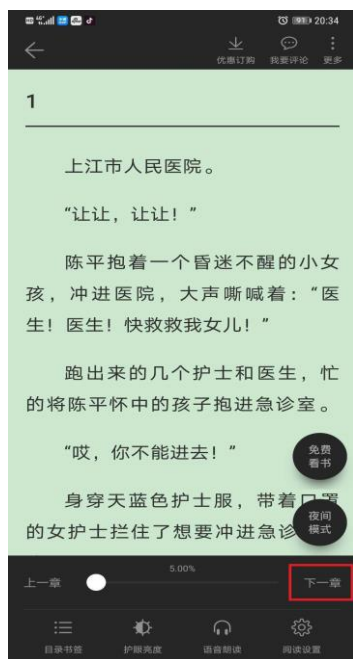 91 20:34
优惠订购 我要评论 更多
1
上江市人民医院。
“让让，让让！”
陈平抱着一个昏迷不醒的小女
孩，冲进医院，大声嘶喊着：“医
生！医生！快救救我女儿！”
跑出来的几个护士和医生，忙
的将陈平怀中的孩子抱进急诊室。
“哎，你不能进去！”
免费
看书
身穿天蓝色护士服，带着口罩
的女护士拦住了想要冲进急诊
夜间
模式
5.00%
上一章 下一章
目录书签 护眼亮度 语音朗读 阅读设置